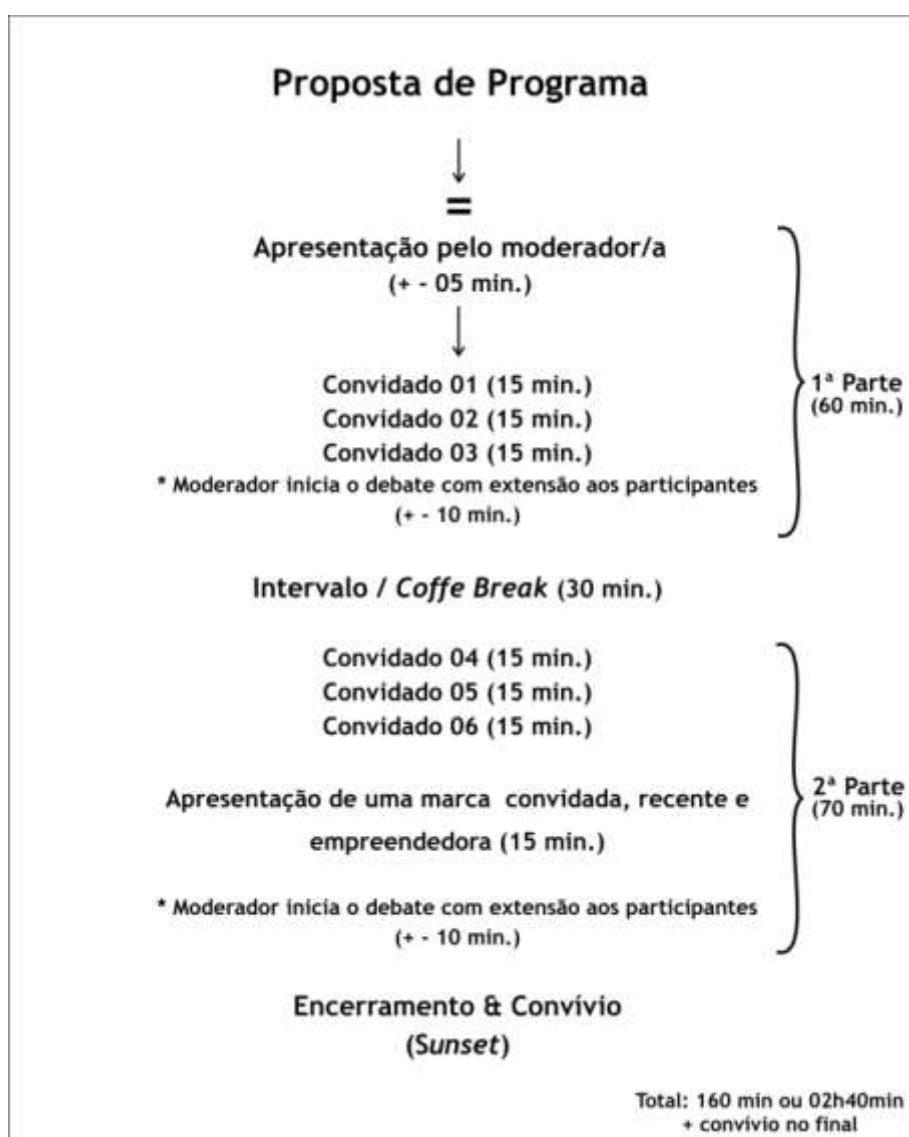 Proposta de Programa
=
Apresentação pelo moderador/a
(+ - 05 min.)
Convidado 01 (15 min.)
Convidado 02 (15 min.)
Convidado 03 (15 min.)
* Moderador inicia o debate com extensão aos participantes
(+ - 10 min.)
1ª Parte
(60 min.)
Intervalo / Coffe Break (30 min.)
Convidado 04 (15 min.)
Convidado 05 (15 min.)
Convidado 06 (15 min.)
Apresentação de uma marca convidada, recente e
empreendedora (15 min.)
* Moderador inicia o debate com extensão aos participantes
(+ - 10 min.)
2ª Parte
(70 min.)
Encerramento & Convívio
(Sunset)
Total: 160 min ou 02h40min
+ convívio no final